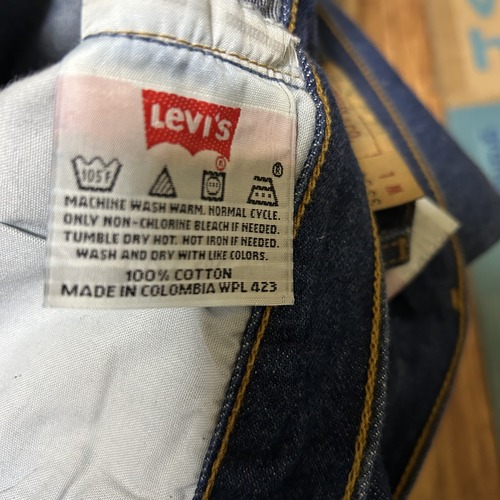 Levi's
®
105 F
®
MACHINE WASH WARM. NORMAL CYCLE.
ONLY NON-CHLORINE BLEACH IF NEEDED.
TUMBLE DRY HOT. HOT IRON IF NEEDED.
WASH AND DRY WITH LIKE COLORS.
100% COTTON
MADE IN COLOMBIA WPL 423